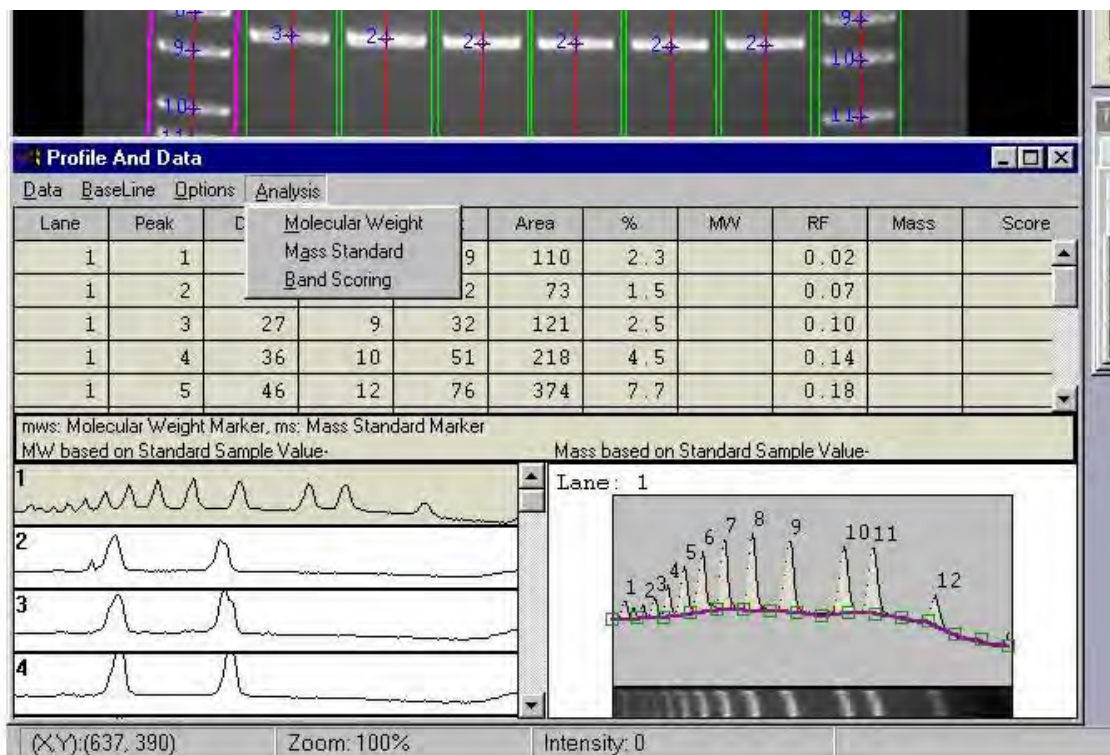 8
9 3 2 2 2 2 2 9
10 10
11 11
Profile And Data
Data BaseLine Options Analysis
Lane Peak D Molecular Weight Area % MW RF Mass Score
1 1 Mass Standard 9 110 2.3 0.02
1 2 Band Scoring 2 73 1.5 0.07
1 3 27 9 32 121 2.5 0.10
1 4 36 10 51 218 4.5 0.14
1 5 46 12 76 374 7.7 0.18
mws: Molecular Weight Marker, ms: Mass Standard Marker
MW based on Standard Sample Value- Mass based on Standard Sample Value-
1
2
3
4
Lane: 1
1 2 3 4 5 6 7 8 9 10 11 12
(X,Y):(637, 390) Zoom: 100% Intensity: 0